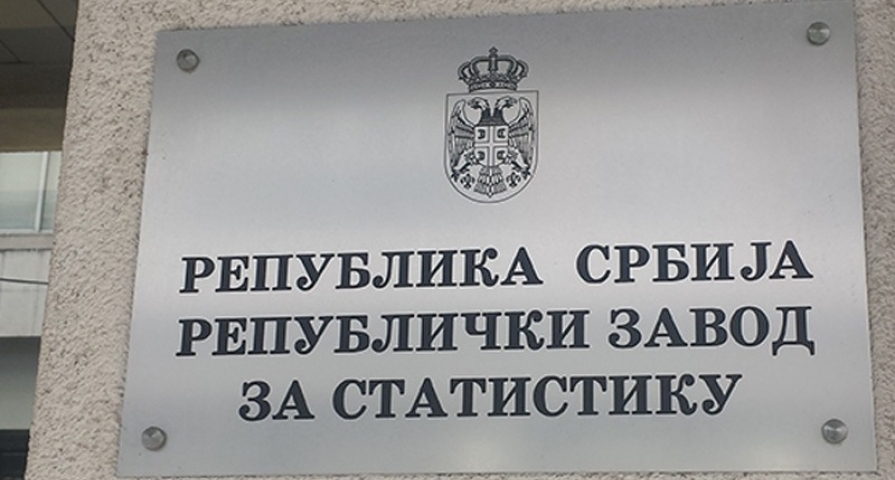 РЕПУБЛИКА СРБИЈА
РЕПУБЛИЧКИ ЗАВОД
ЗА СТАТИСТИКУ